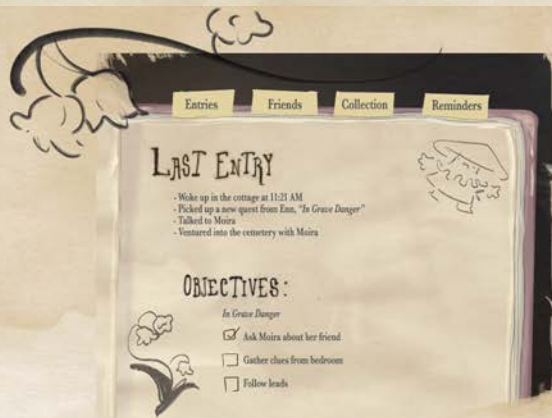 Entries
Friends
Collection
Reminders
LAST ENTRY
- Woke up in the cottage at 11:21 AM
- Picked up a new quest from Enn, "In Grave Danger"
- Talked to Moira
- Ventured into the cemetery with Moira
OBJECTIVES:
In Grave Danger
Ask Moira about her friend
Gather clues from bedroom
Follow leads